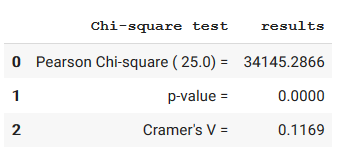 Chi-square test results
0 Pearson Chi-square ( 25.0) = 34145.2866
1 p-value = 0.0000
2 Cramer's V = 0.1169